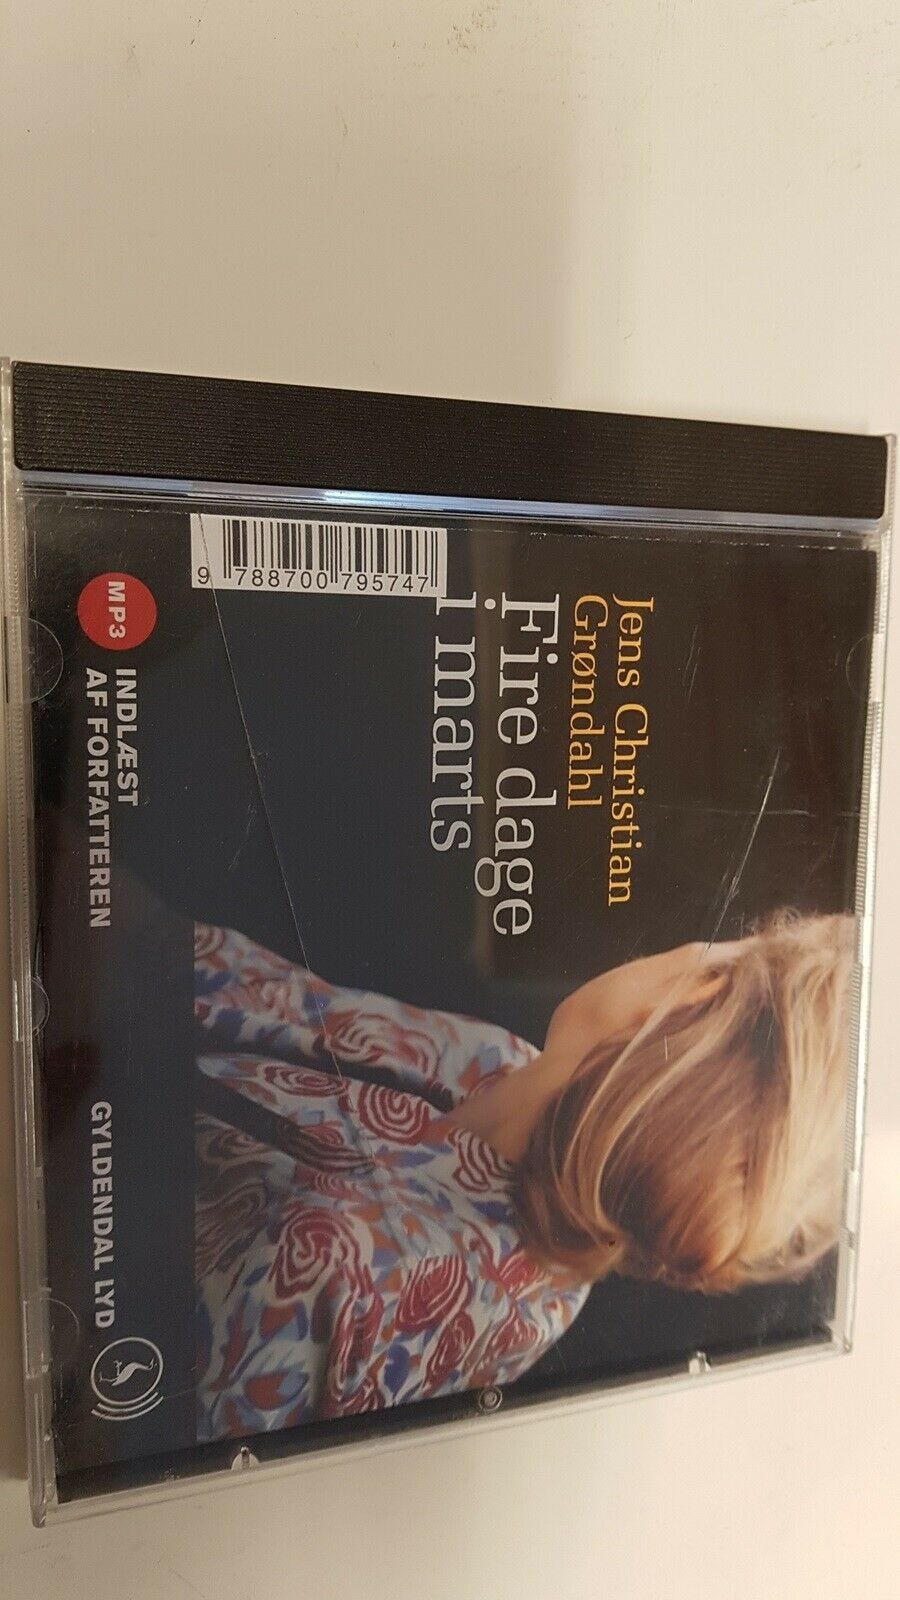 Jens Christian
Grøndahl
Fire dage
i marts
9 788700 795747
MP3
INDLÆST
AF FORFATTEREN
GYLDENDAL LYD